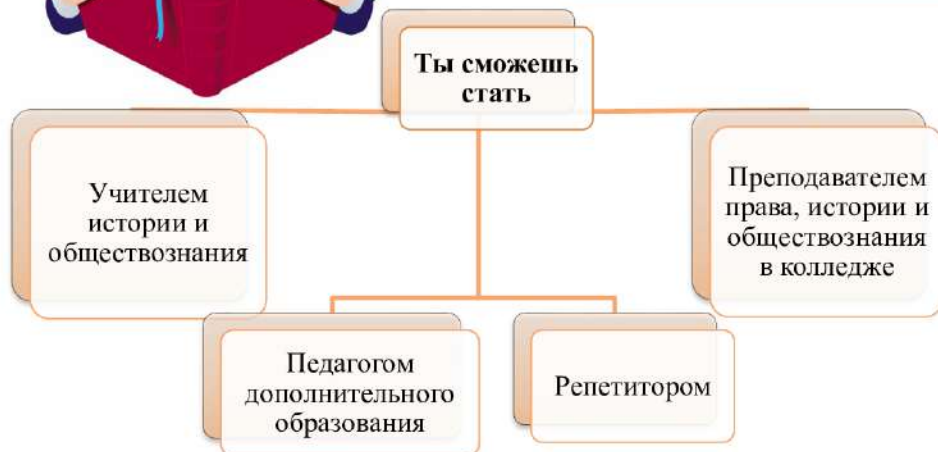 Ты сможешь
стать
Учителем
истории и
обществознания
Преподавателем
права, истории и
обществознания
в колледже
Педагогом
дополнительного
образования
Репетитором